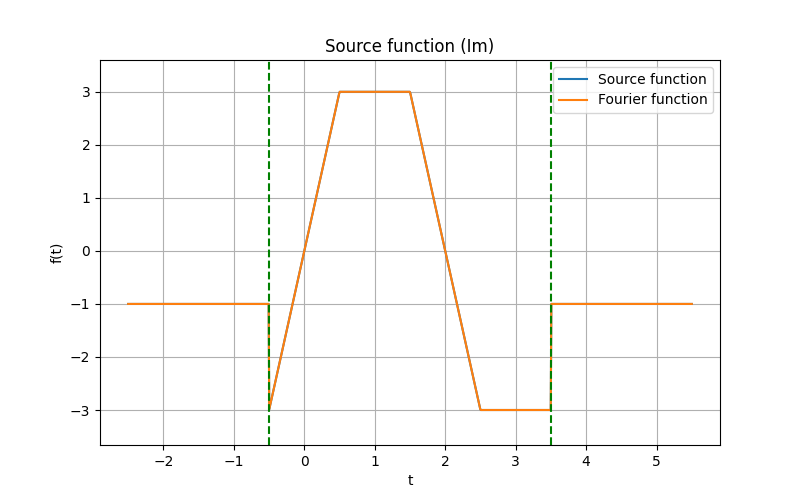 Source function (Im)
Source function
Fourier function
f(t)
3
2
1
0
−1
−2
−3
−2 −1 0 1 2 3 4 5
t